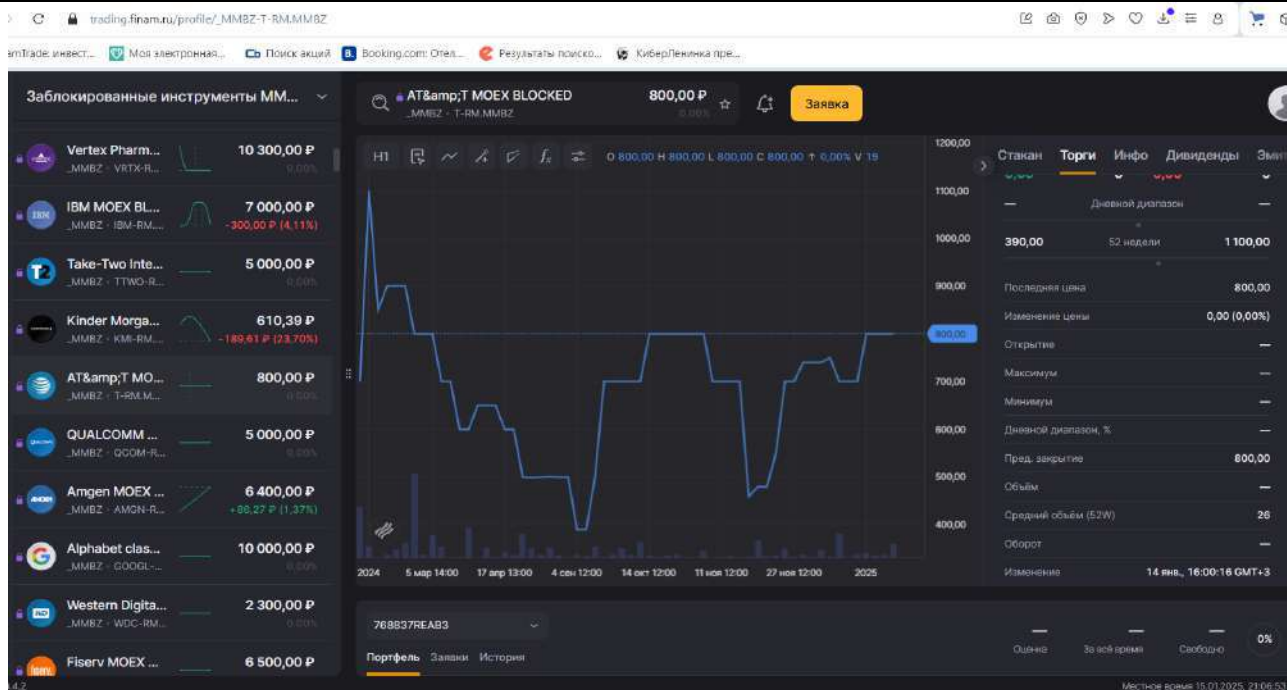 trading.finam.ru/profile/_MMBZ-T-RM.MMBZ
amTrade: инвест... Моя электронная... Поиск акций Booking.com: Отел... Результаты поиско... КиберЛенинка пре...
Заблокированные инструменты ММ...
AT&amp;T MOEX BLOCKED 800,00 ₽
_MMBZ · T-RM.MMBZ 0,00%
Заявка
Vertex Pharm... 10 300,00 ₽
_MMBZ · VRTX-R... 0,00%
IBM MOEX BL... 7 000,00 ₽
_MMBZ · IBM-RM... -300,00 ₽ (4,11%)
Take-Two Inte... 5 000,00 ₽
_MMBZ · TTWO-R... 0,00%
Kinder Morga... 610,39 ₽
_MMBZ · KMI-RM... -189,61 ₽ (23,70%)
AT&amp;T MO... 800,00 ₽
_MMBZ · T-RM.M... 0,00%
QUALCOMM ... 5 000,00 ₽
_MMBZ · QCOM-R... 0,00%
Amgen MOEX ... 6 400,00 ₽
_MMBZ · AMGN-R... +86,27 ₽ (1,37%)
Alphabet clas... 10 000,00 ₽
_MMBZ · GOOGL-... 0,00%
Western Digita... 2 300,00 ₽
_MMBZ · WDC-RM... 0,00%
Fiserv MOEX ... 6 500,00 ₽
H1 O 800,00 H 800,00 L 800,00 C 800,00 ↑ 0,00% V 19
1200,00
1100,00
1000,00
900,00
800,00
700,00
600,00
500,00
400,00
2024 5 мар 14:00 17 апр 13:00 4 сен 12:00 14 окт 12:00 11 ноя 12:00 27 ноя 12:00 2025
Стакан Торги Инфо Дивиденды
— Дневной диапазон —
390,00 52 недели 1 100,00
Последняя цена 800,00
Изменение цены 0,00 (0,00%)
Открытие —
Максимум —
Минимум —
Дневной диапазон, % —
Пред. закрытие 800,00
Объём —
Средний объём (52W) 26
Оборот —
Изменение 14 янв., 16:00:16 GMT+3
768837REAB3
Портфель Заявки История
— — — 0%
Оценка За всё время Свободно
4.2 Местное время 15.01.2025, 21:06:53